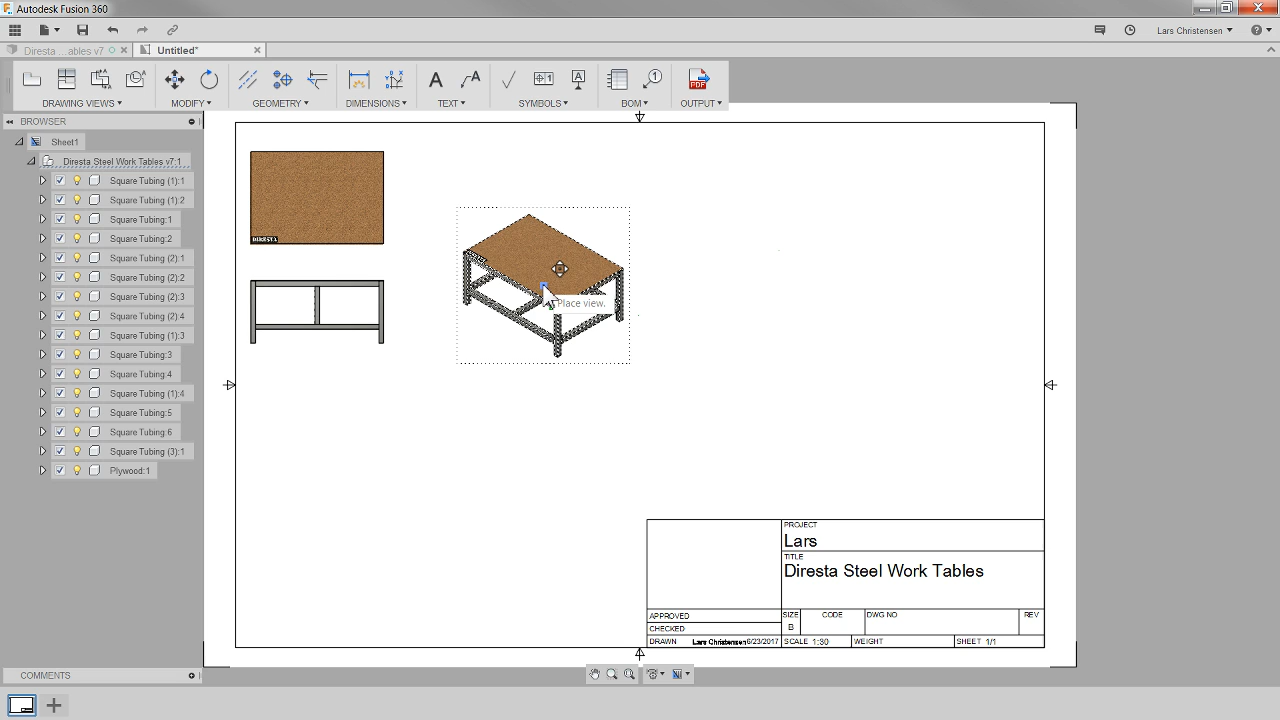 Autodesk Fusion 360
Lars Christensen
Diresta ...ables v7
Untitled*
DRAWING VIEWS
MODIFY
GEOMETRY
DIMENSIONS
TEXT
SYMBOLS
BOM
OUTPUT
PDF
BROWSER
Sheet1
Diresta Steel Work Tables v7:1
Square Tubing (1):1
Square Tubing (1):2
Square Tubing:1
Square Tubing:2
Square Tubing (2):1
Square Tubing (2):2
Square Tubing (2):3
Square Tubing (2):4
Square Tubing (1):3
Square Tubing:3
Square Tubing:4
Square Tubing (1):4
Square Tubing:5
Square Tubing:6
Square Tubing (3):1
Plywood:1
DIRESTA
Place view.
PROJECT
Lars
TITLE
Diresta Steel Work Tables
APPROVED
SIZE CODE DWG NO REV
CHECKED
B
DRAWN Lars Christensen 6/23/2017 SCALE 1:30 WEIGHT SHEET 1/1
COMMENTS